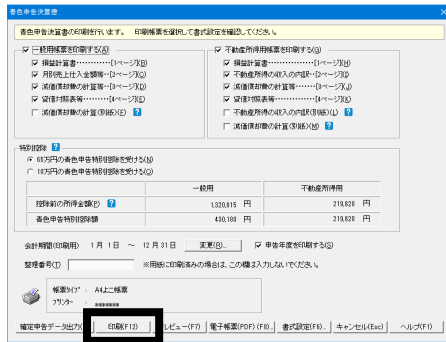 青色申告決算書
青色申告決算書の印刷を行います。 印刷帳票を選択して書式設定を確認してください。
一般用帳票を印刷する(A)
損益計算書·········[1ページ](B)
月別売上仕入金額等··[2ページ](C)
減価償却費の計算等··[3ページ](D)
貸借対照表等·········[4ページ](E)
減価償却費の計算(別紙)(F)
不動産所得用帳票を印刷する(G)
損益計算書···············[1ページ](H)
不動産所得の収入の内訳··[2ページ](I)
減価償却費の計算等······[3ページ](J)
貸借対照表等············[4ページ](K)
不動産所得の収入の内訳(別紙)(L)
減価償却費の計算(別紙)(M)
特別控除
65万円の青色申告特別控除を受ける(N)
10万円の青色申告特別控除を受ける(O)
一般用 不動産所得用
控除前の所得金額(P) 1,320,815 円 219,820 円
青色申告特別控除額 430,180 円 219,820 円
会計期間(印刷用) 1月 1日 ～ 12月31日 変更(R)... 申告年度を印刷する(S)
整理番号(T) ※用紙に印刷済みの場合は、この欄は入力しないでください。
帳票タイプ : A4上二帳票
プリンター : *******
確定申告データ出力( 印刷(F12) レビュー(F7) 電子帳票(PDF)(F8)... 書式設定(F6)... キャンセル(Esc) ヘルプ(F1)